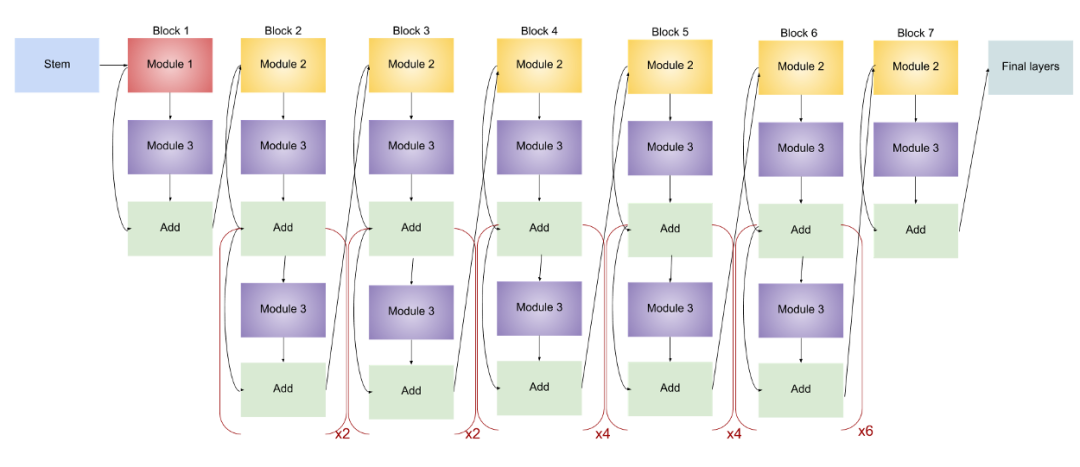 Block 1
Block 2
Block 3
Block 4
Block 5
Block 6
Block 7
Stem
Module 1
Module 2
Module 2
Module 2
Module 2
Module 2
Module 2
Final layers
Module 3
Module 3
Module 3
Module 3
Module 3
Module 3
Module 3
Add
Add
Add
Add
Add
Add
Add
Module 3
Module 3
Module 3
Module 3
Module 3
Add
Add
Add
Add
Add
x2
x2
x4
x4
x6